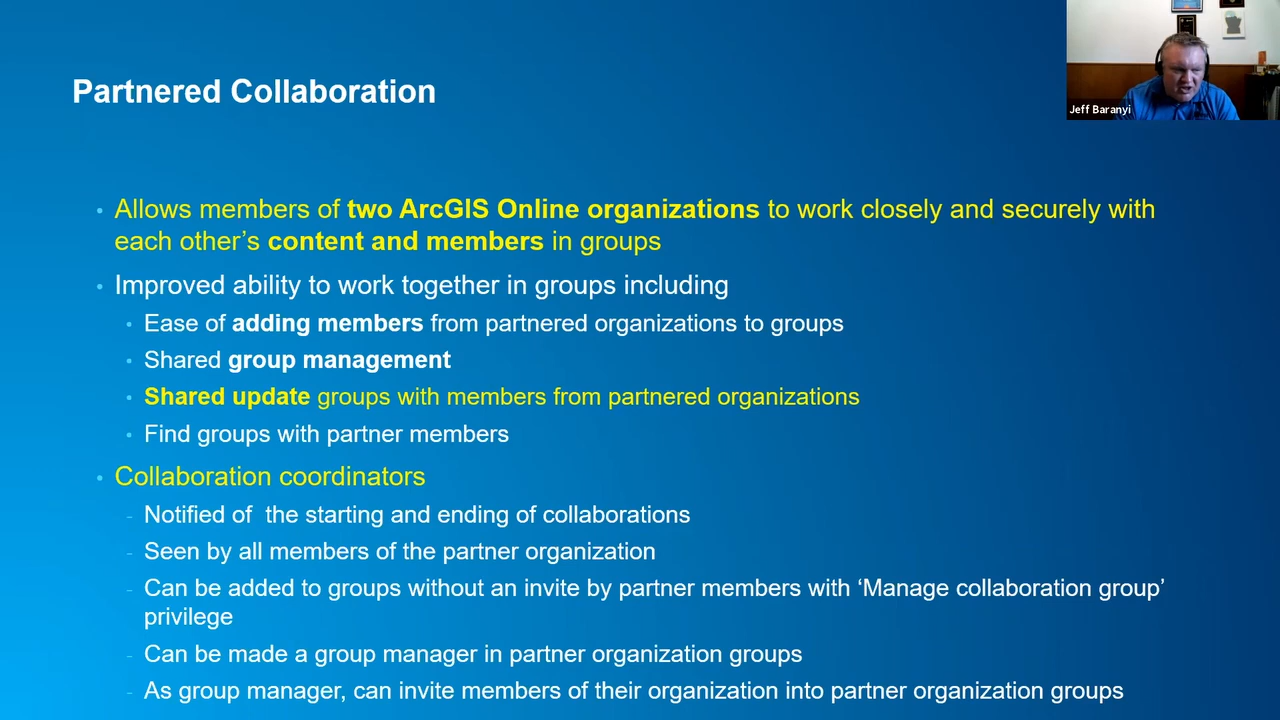 Partnered Collaboration
Jeff Baranyi
Allows members of two ArcGIS Online organizations to work closely and securely with
each other’s content and members in groups
Improved ability to work together in groups including
Ease of adding members from partnered organizations to groups
Shared group management
Shared update groups with members from partnered organizations
Find groups with partner members
Collaboration coordinators
Notified of  the starting and ending of collaborations
Seen by all members of the partner organization
Can be added to groups without an invite by partner members with ‘Manage collaboration group’
privilege
Can be made a group manager in partner organization groups
As group manager, can invite members of their organization into partner organization groups